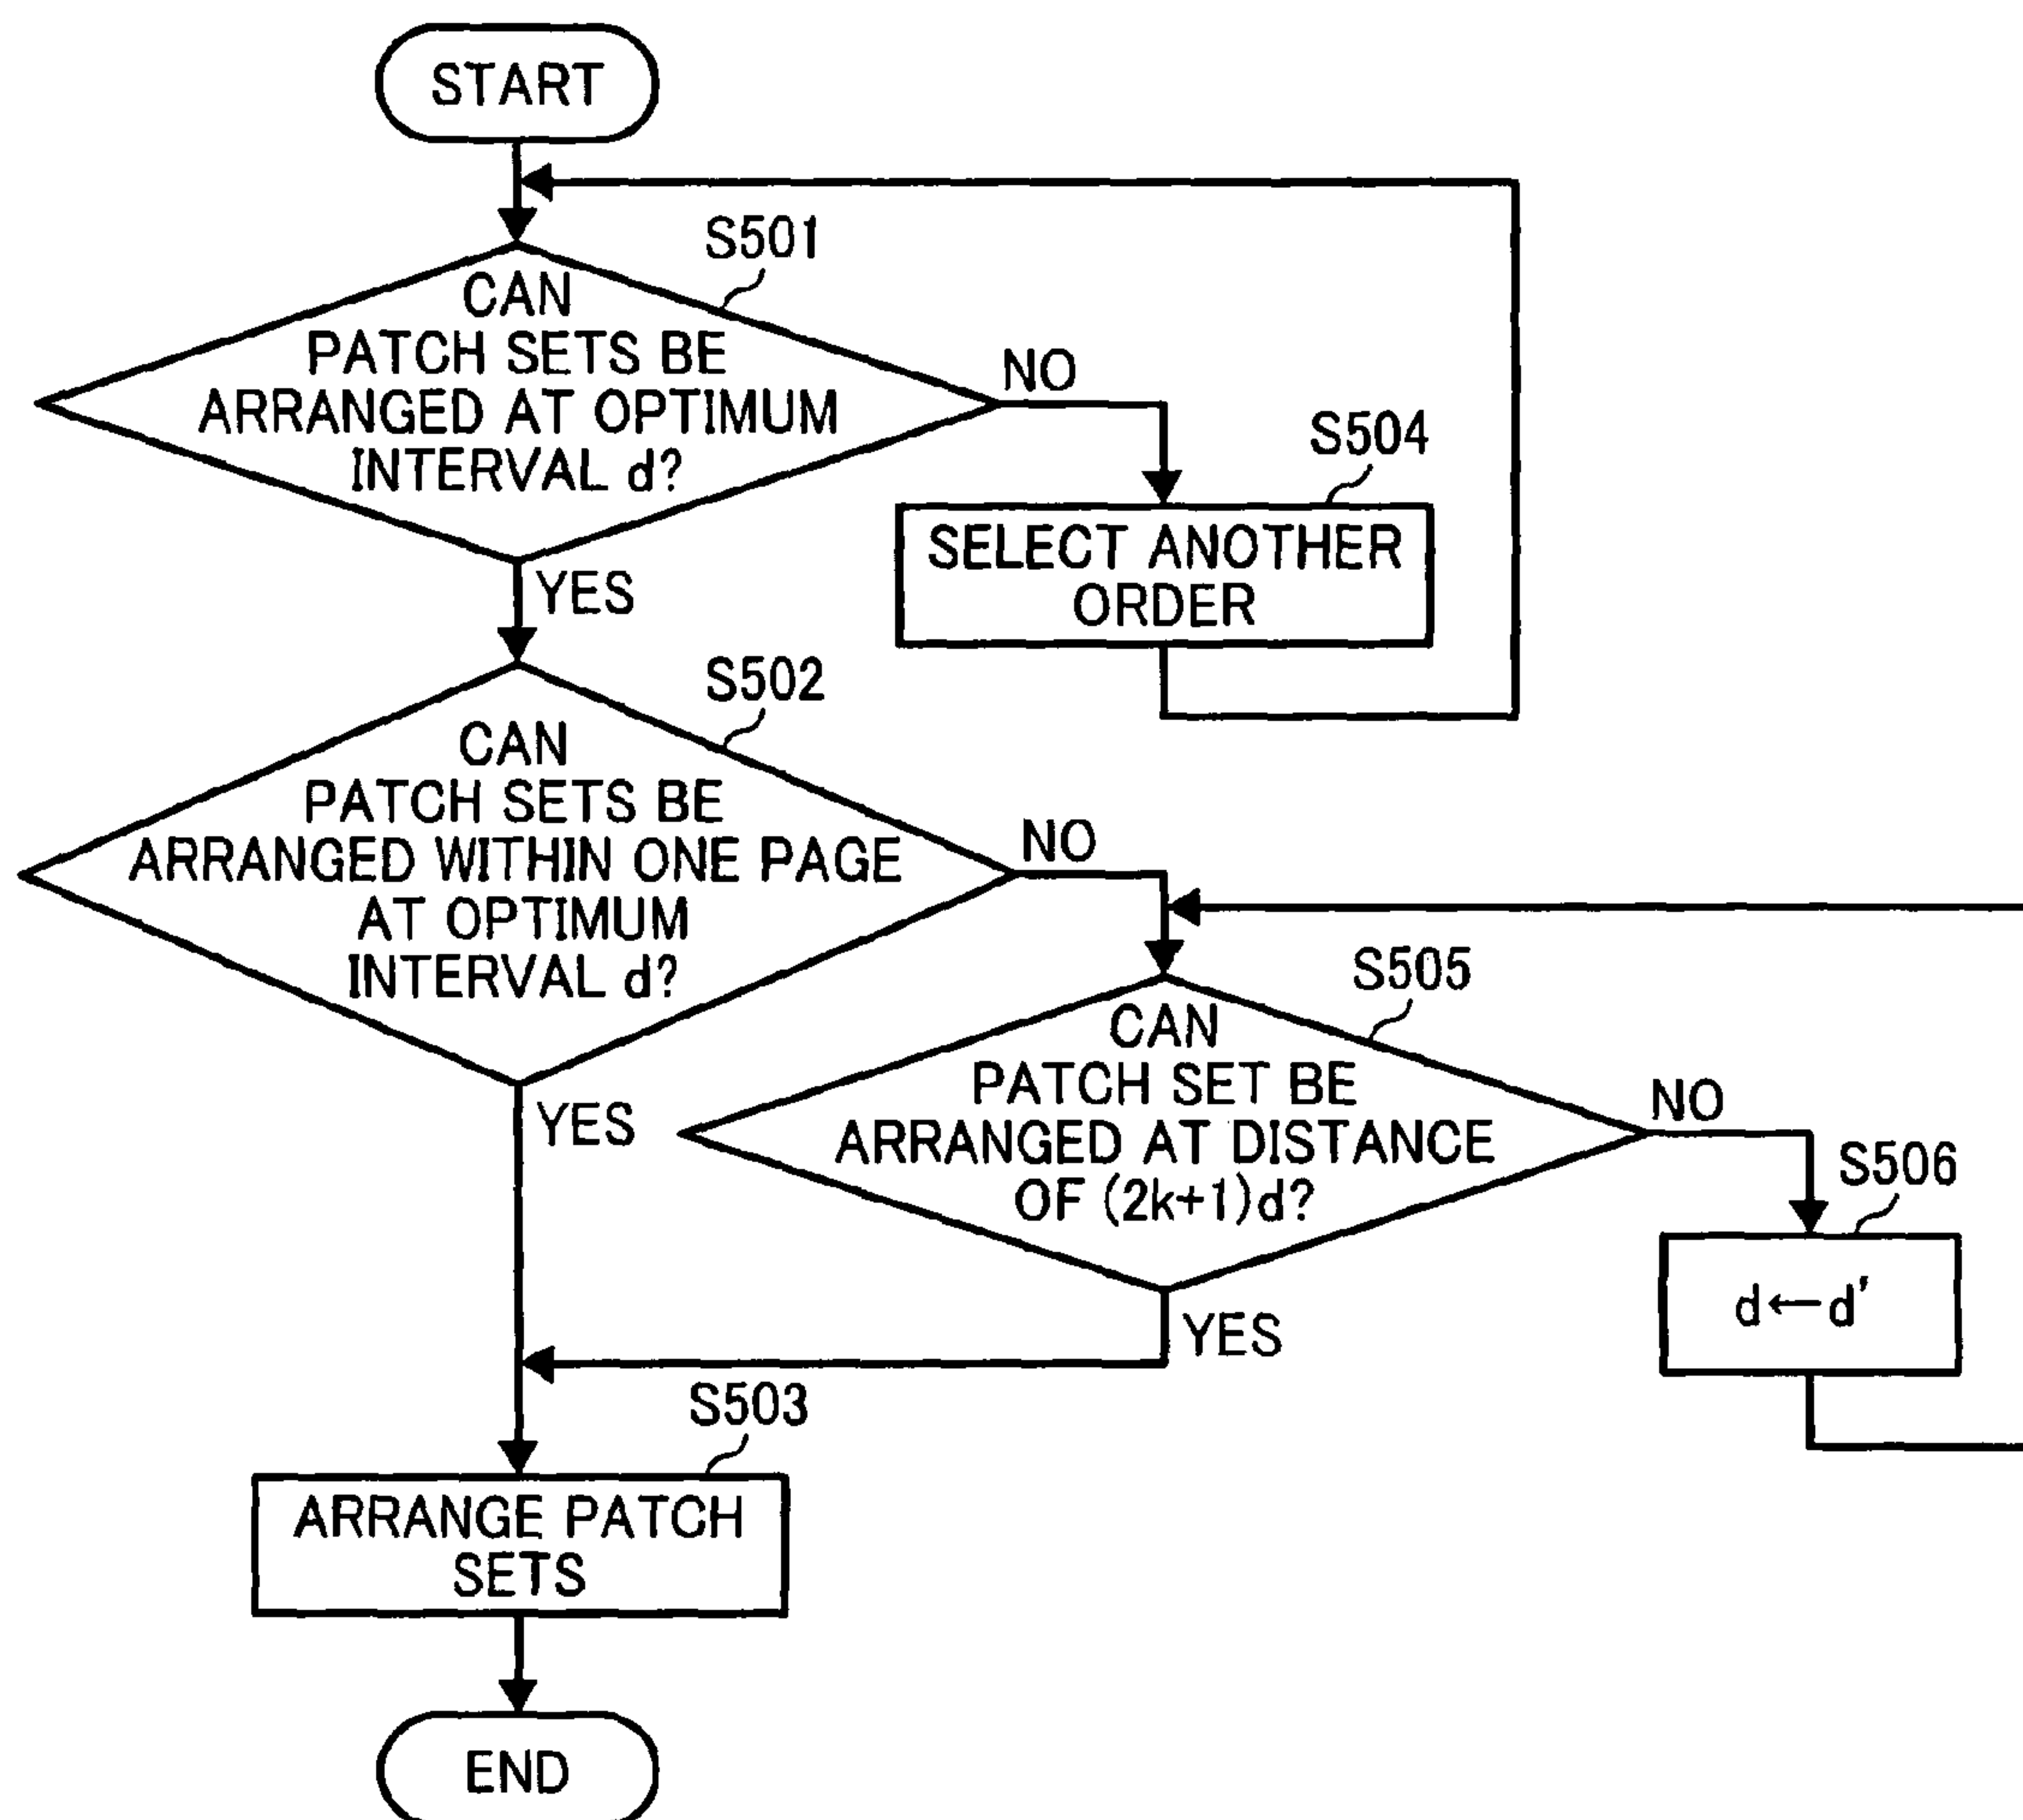 START
S501
CAN
PATCH SETS BE
ARRANGED AT OPTIMUM
INTERVAL d?
NO
S504
SELECT ANOTHER
ORDER
YES
S502
CAN
PATCH SETS BE
ARRANGED WITHIN ONE PAGE
AT OPTIMUM
INTERVAL d?
NO
S505
CAN
PATCH SET BE
ARRANGED AT DISTANCE
OF (2k+1)d?
NO
S506
d←d'
YES
YES
S503
ARRANGE PATCH
SETS
END